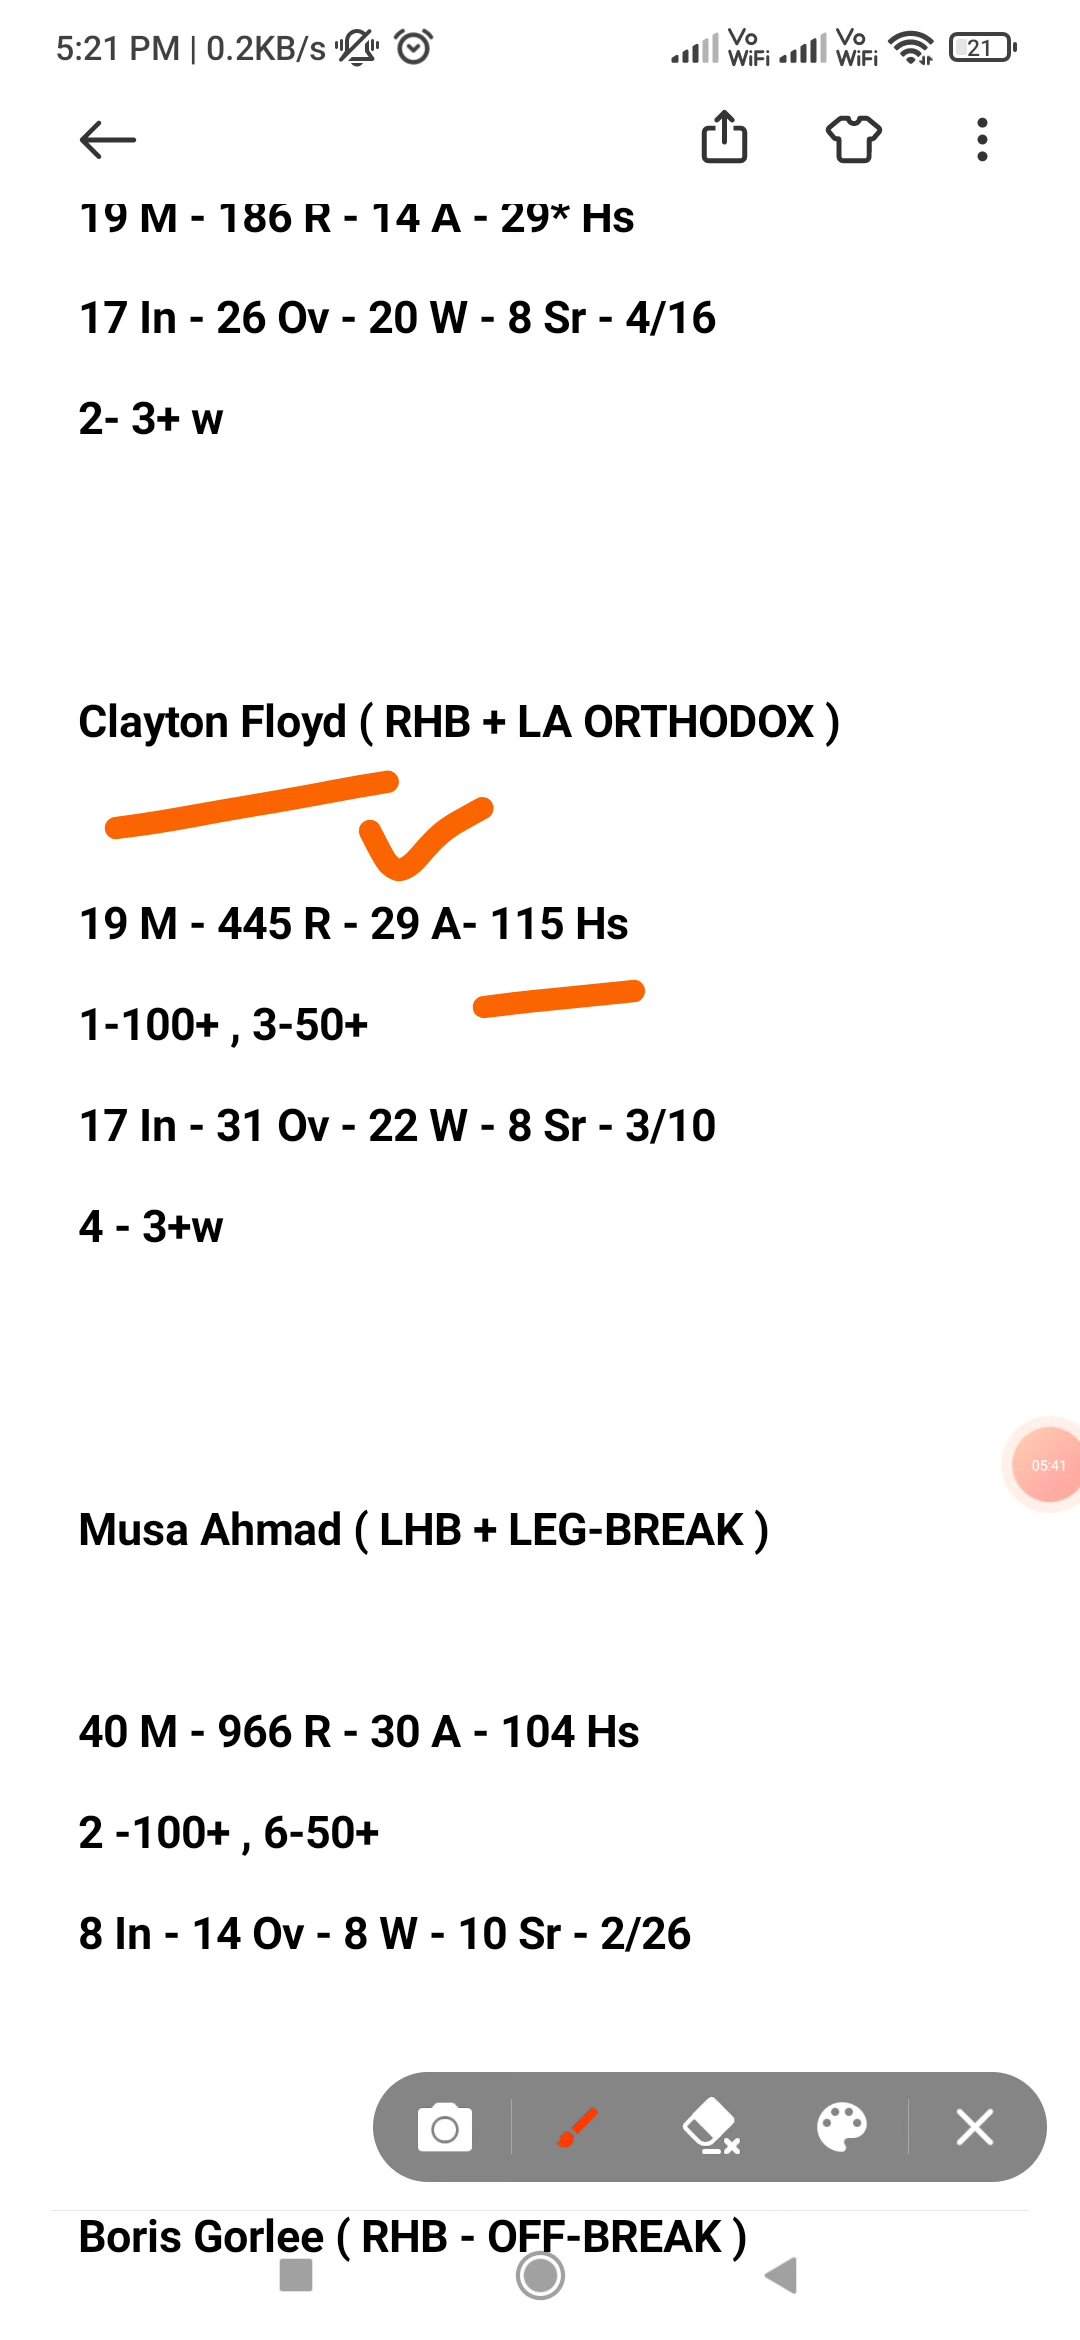 5:21 PM | 0.2KB/s
Vo WiFi
Vo WiFi
21
19 M - 186 R - 14 A - 29* Hs
17 In - 26 Ov - 20 W - 8 Sr - 4/16
2- 3+ w
Clayton Floyd ( RHB + LA ORTHODOX )
19 M - 445 R - 29 A- 115 Hs
1-100+ , 3-50+
17 In - 31 Ov - 22 W - 8 Sr - 3/10
4 - 3+w
05:41
Musa Ahmad ( LHB + LEG-BREAK )
40 M - 966 R - 30 A - 104 Hs
2 -100+ , 6-50+
8 In - 14 Ov - 8 W - 10 Sr - 2/26
Boris Gorlee ( RHB - OFF-BREAK )